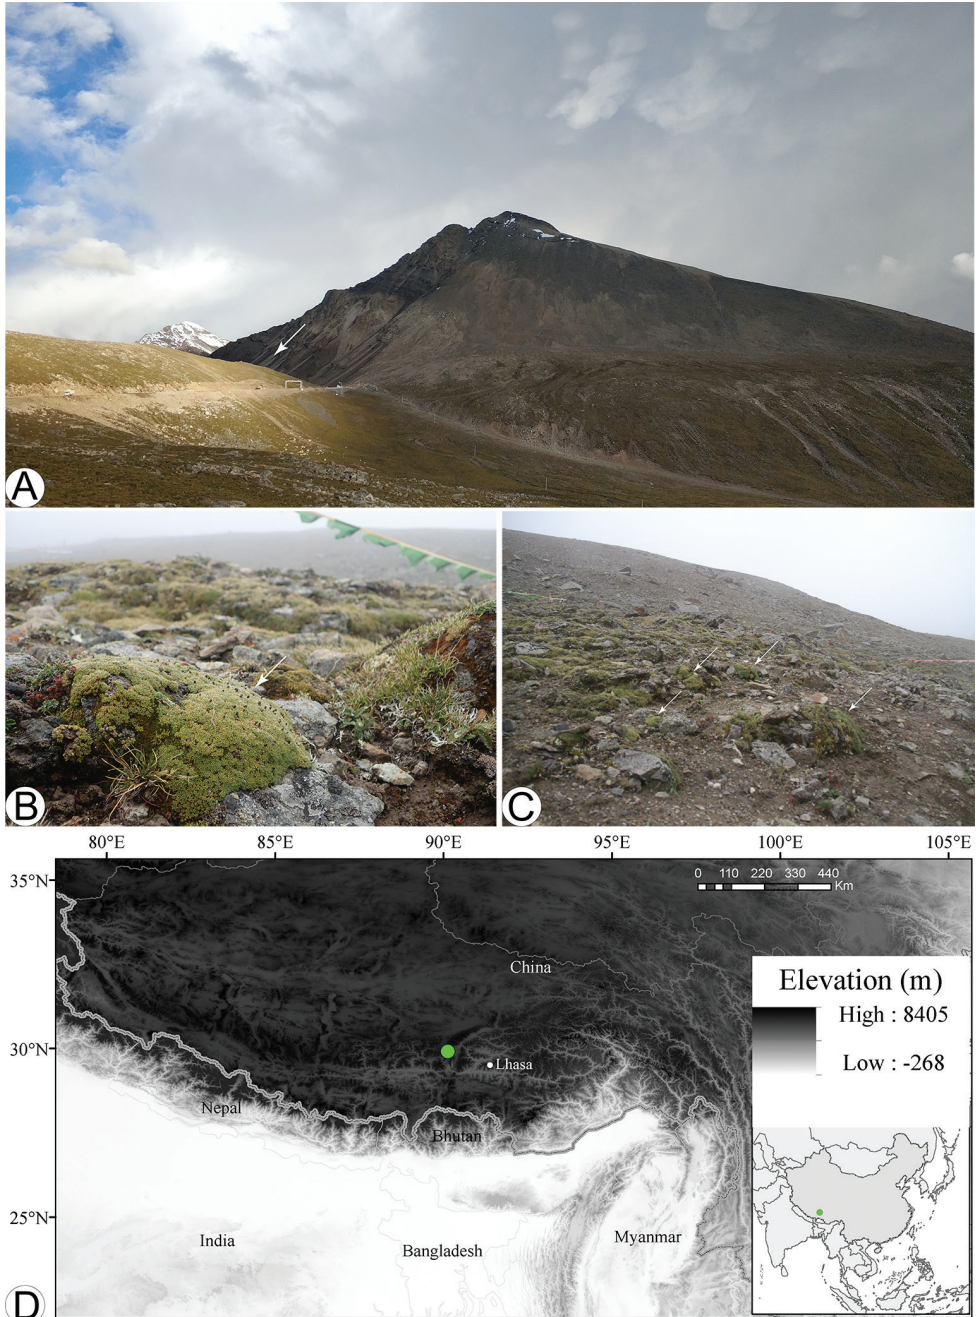 A
B
C
80°E 85°E 90°E 95°E 100°E 105°E
35°N
0 110 220 330 440
Km
China
Elevation (m)
High : 8405
Low : -268
30°N
Lhasa
Nepal
Bhutan
25°N
India
Bangladesh
Myanmar
D